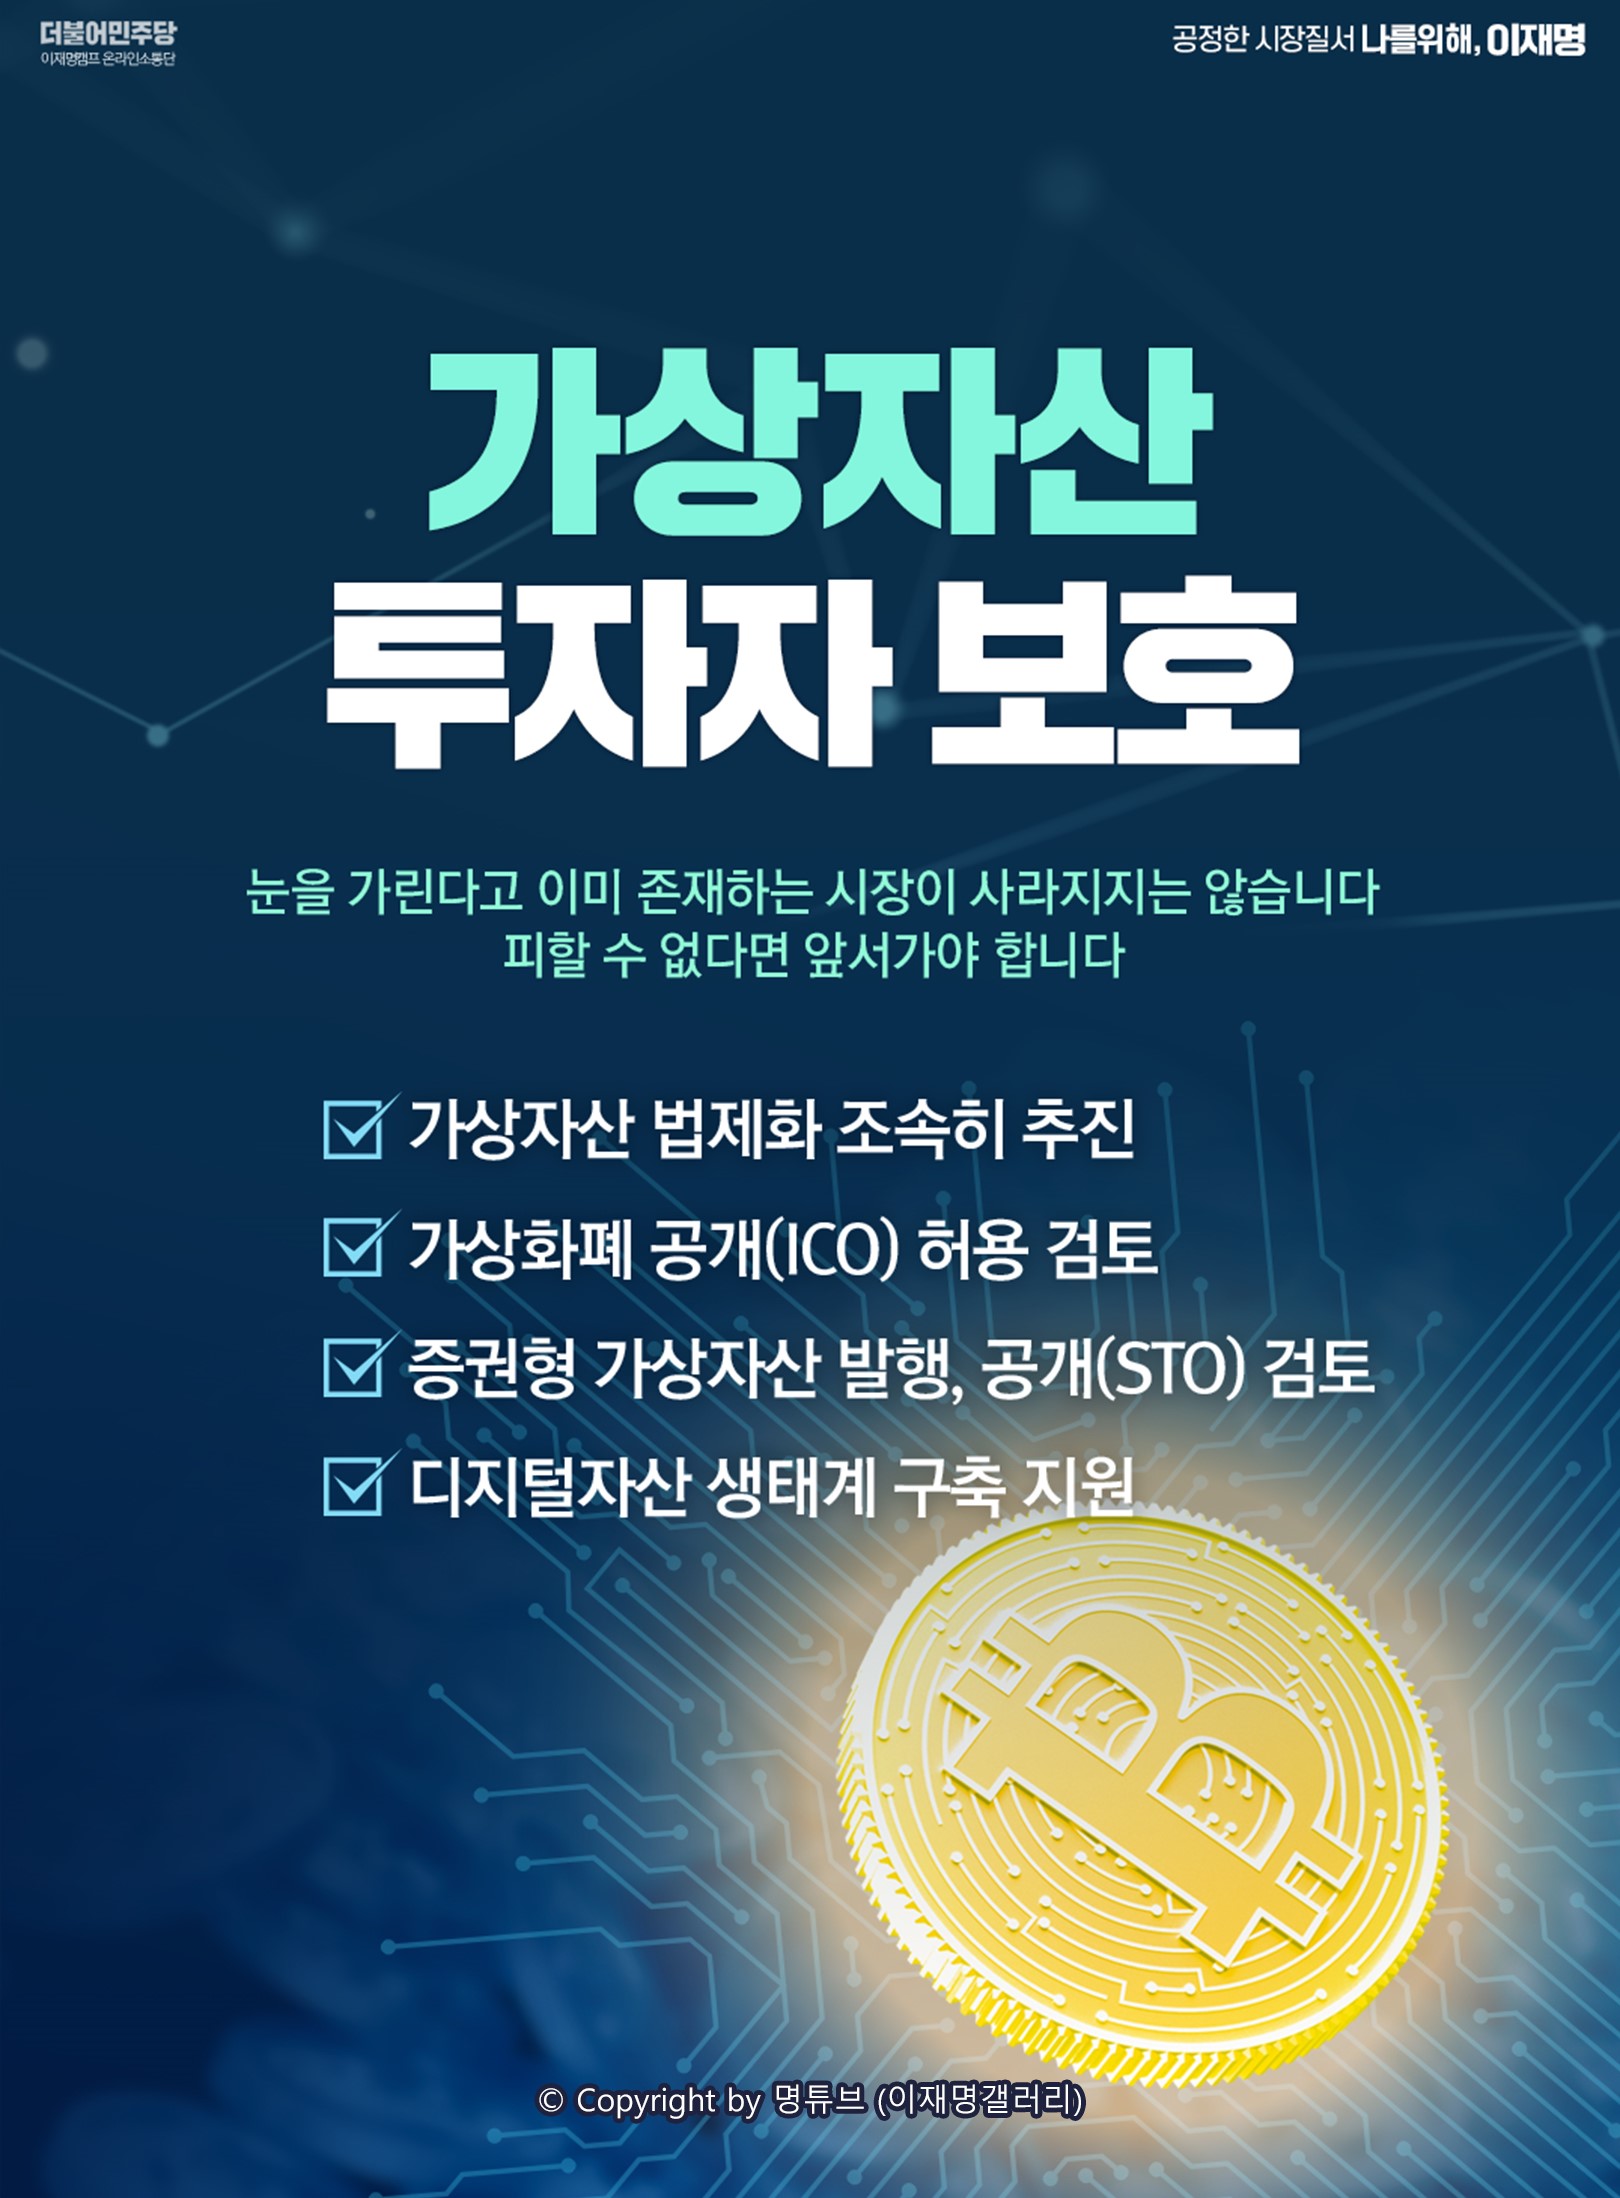 더불어민주당
이재명캠프 온라인소통단
공정한 시장질서 나를위해, 이재명
가상자산
투자자 보호
눈을 가린다고 이미 존재하는 시장이 사라지지는 않습니다
피할 수 없다면 앞서가야 합니다
가상자산 법제화 조속히 추진
가상화폐 공개(ICO) 허용 검토
증권형 가상자산 발행, 공개(STO) 검토
디지털자산 생태계 구축 지원
© Copyright by 명튜브 (이재명갤러리)